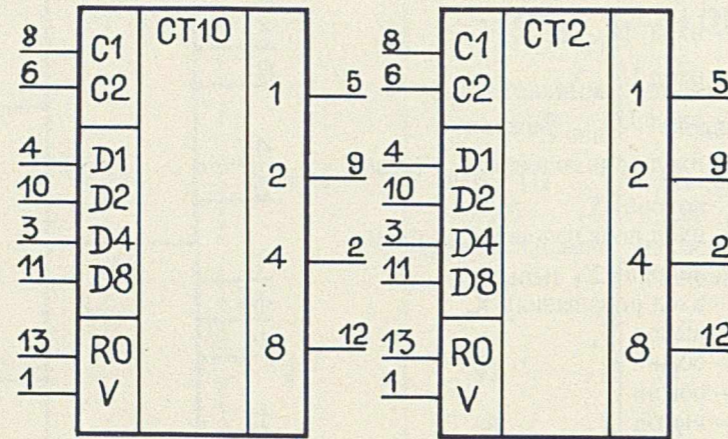 8 C1 CT10
6 C2 1 5
4 D1
10 D2 2 9
3 D4
11 D8 4 2
13 R0 8 12
1 V
8 C1 CT2
6 C2 1 5
4 D1
10 D2 2 9
3 D4
11 D8 4 2
13 R0 8 12
1 V